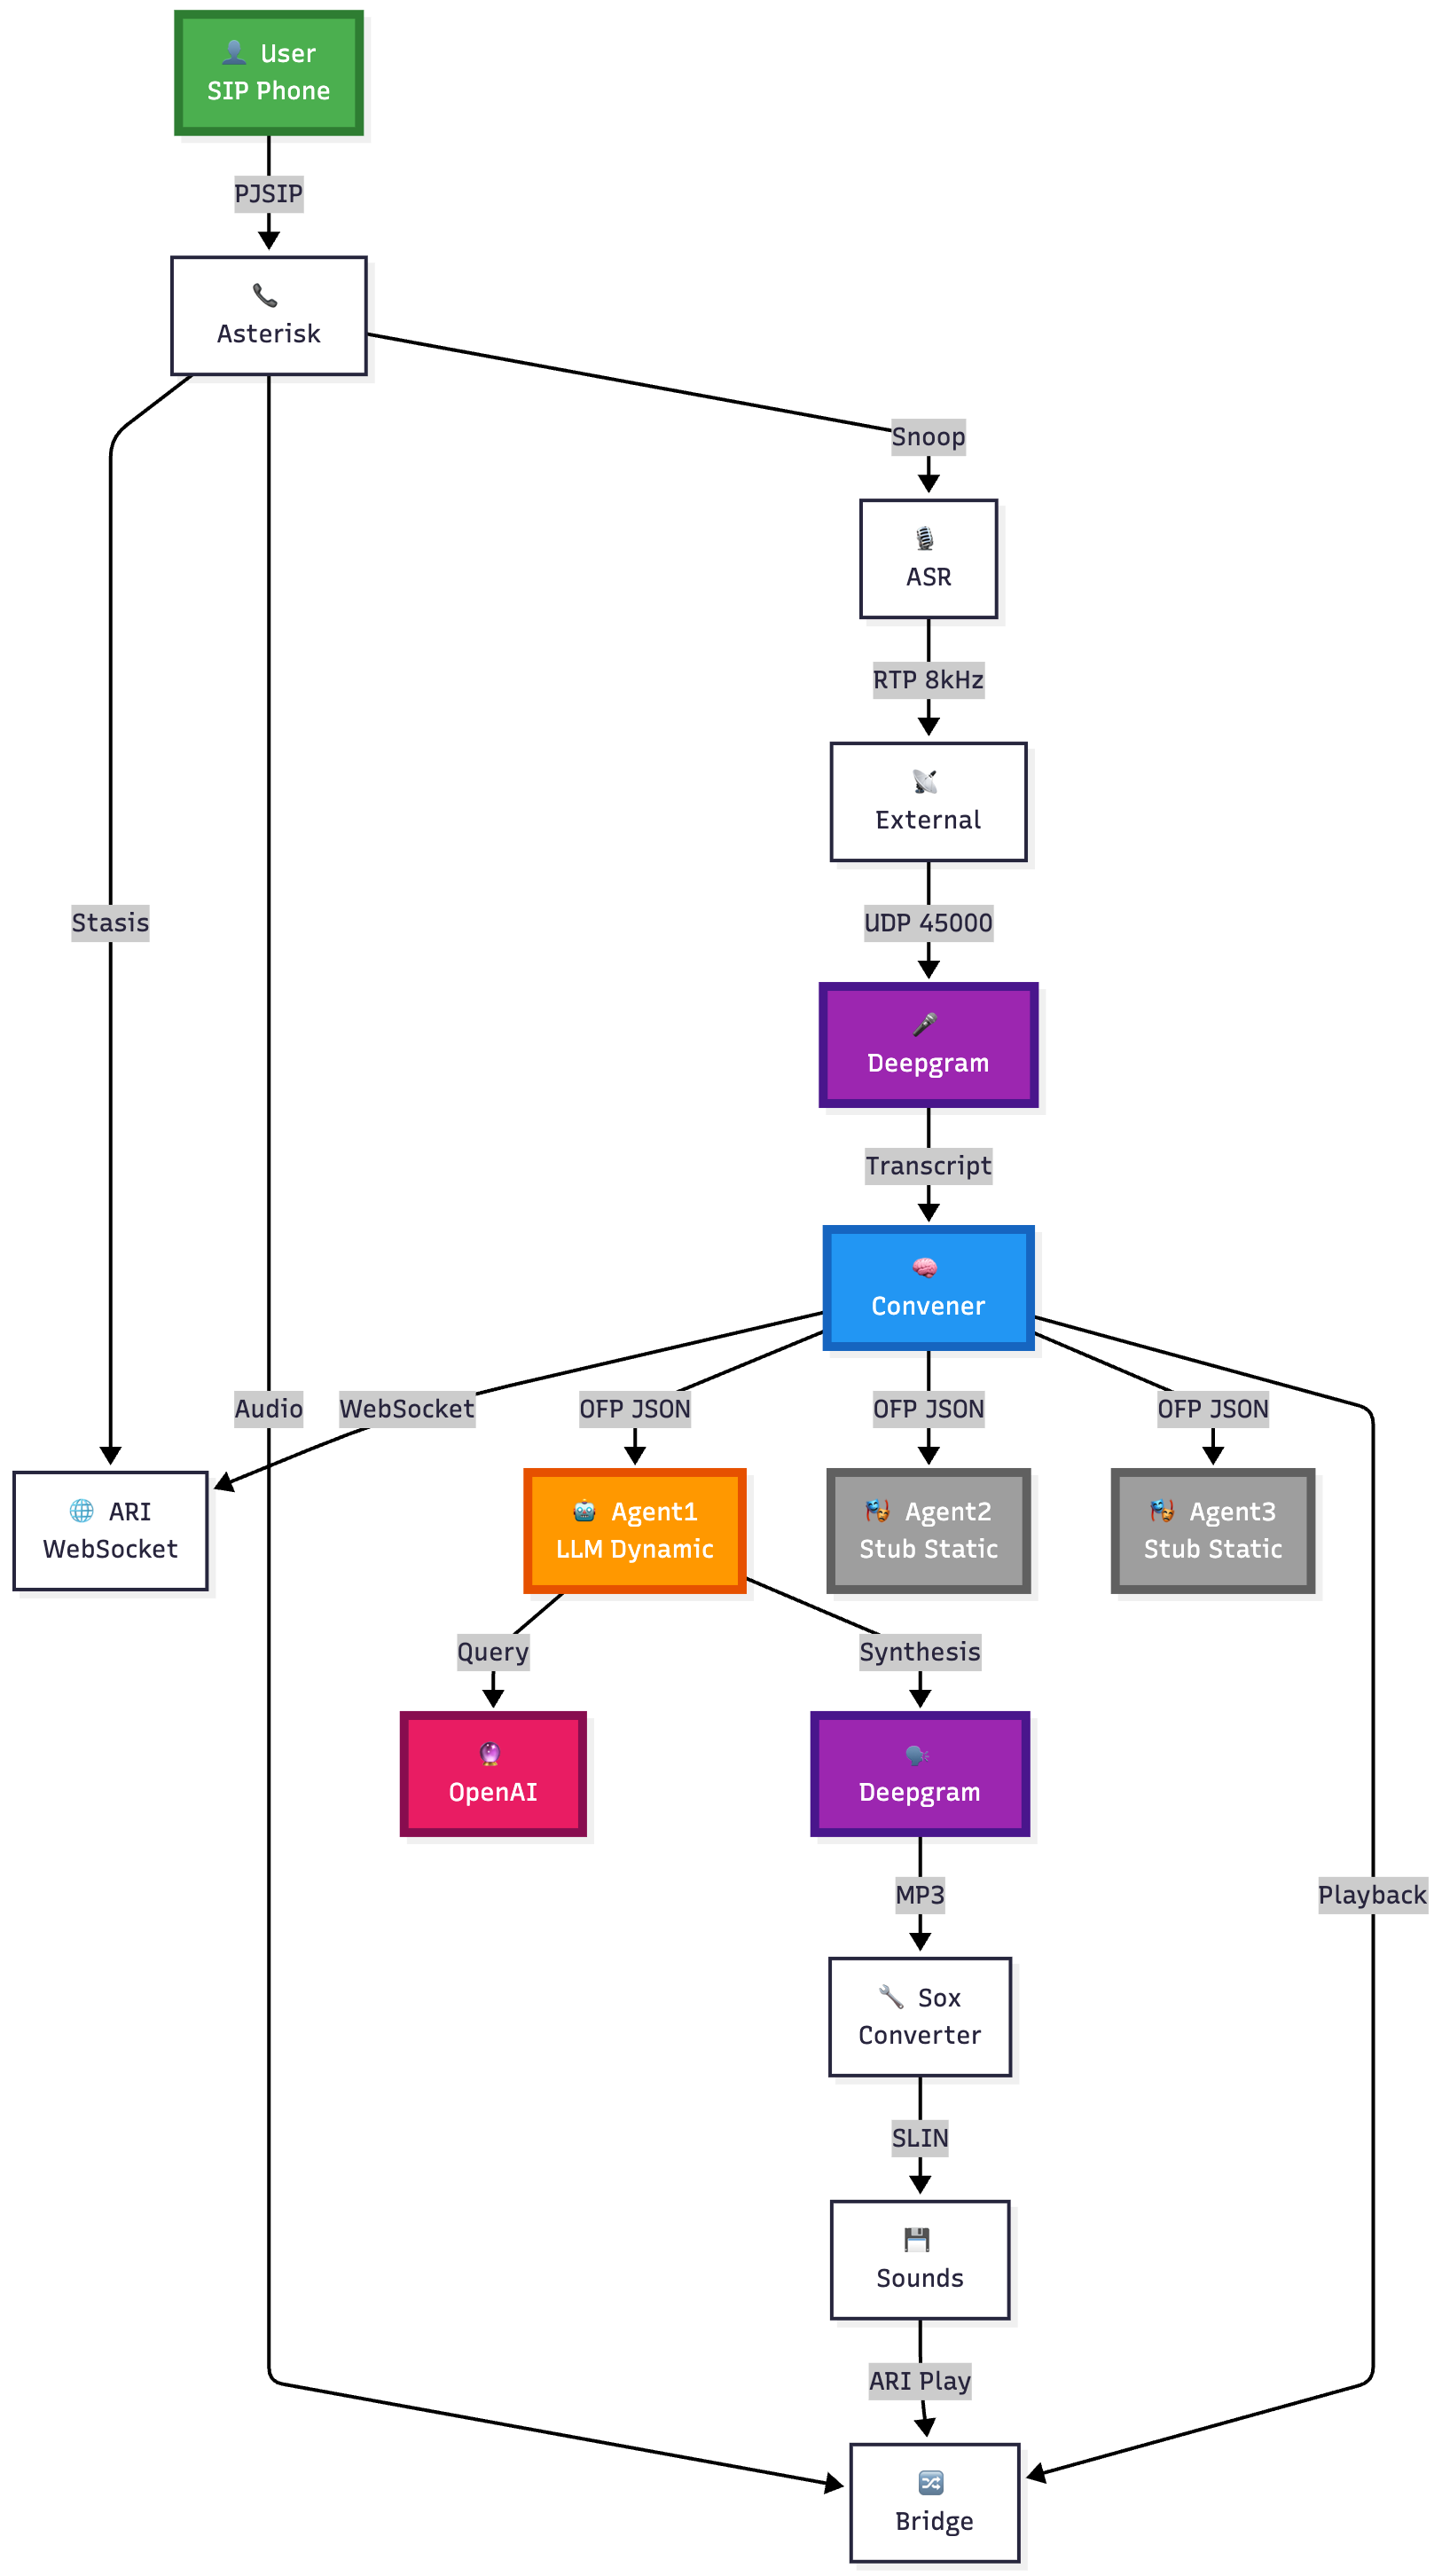 User
SIP Phone
PJSIP
Asterisk
Snoop
ASR
RTP 8kHz
External
Stasis
UDP 45000
Deepgram
Transcript
Convener
Audio
WebSocket
OFP JSON
OFP JSON
OFP JSON
ARI
WebSocket
Agent1
LLM Dynamic
Agent2
Stub Static
Agent3
Stub Static
Query
Synthesis
OpenAI
Deepgram
MP3
Playback
Sox
Converter
SLIN
Sounds
ARI Play
Bridge